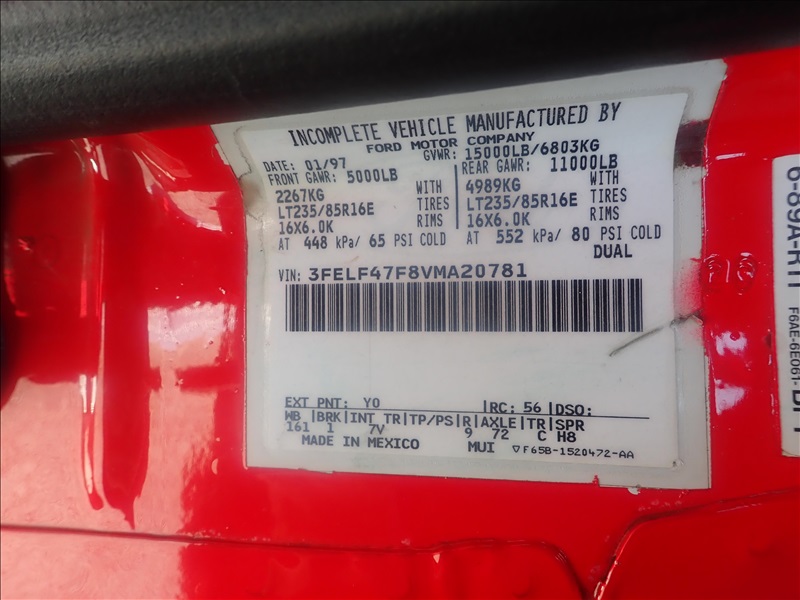 INCOMPLETE VEHICLE MANUFACTURED BY
FORD MOTOR COMPANY
DATE: 01/97 GVWR: 15000LB/6803KG
FRONT GAWR: 5000LB REAR GAWR: 11000LB
2267KG WITH 4989KG WITH
LT235/85R16E TIRES LT235/85R16E TIRES
16X6.0K RIMS 16X6.0K RIMS
AT 448 kPa/ 65 PSI COLD AT 552 kPa/ 80 PSI COLD
DUAL
VIN: 3FELF47F8VMA20781
EXT PNT: YO RC: 56 DSO:
WB BRK INT TR TP/PS R AXLE TR SPR
161 1 7V 9 72 C H8
MADE IN MEXICO MUI ▽F65B-1520472-AA
F6AE-6E061-